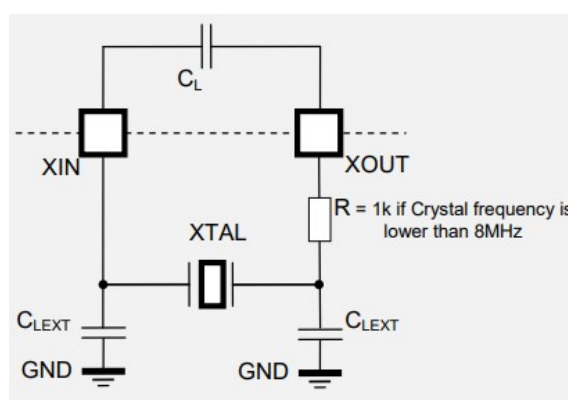 CL
XIN
XOUT
R = 1k if Crystal frequency is
lower than 8MHz
XTAL
CLEXT
CLEXT
GND
GND